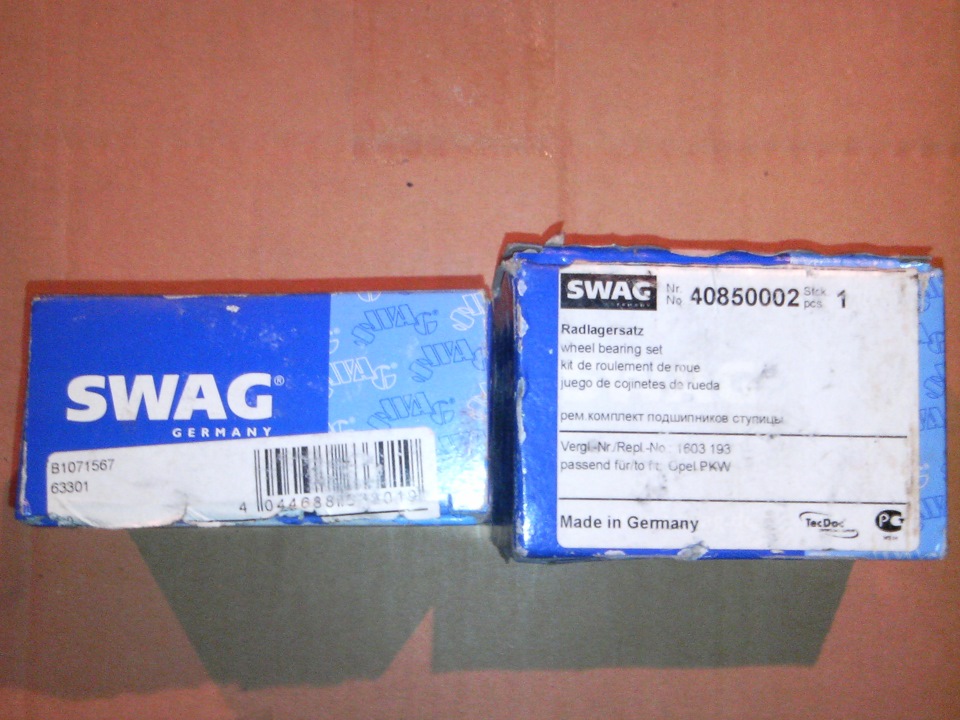 SWAG®
GERMANY
B1071567
63301
SWAG
GERMANY
Nr. No. 40850002 Stck. pcs. 1
Radlagersatz
wheel bearing set
kit de roulement de roue
juego de cojinetes de rueda
рем.комплект подшипников ступицы
Vergl.-Nr./Repl.-No.: 1603 193
passend für/to fit: Opel PKW
Made in Germany
TecDoc